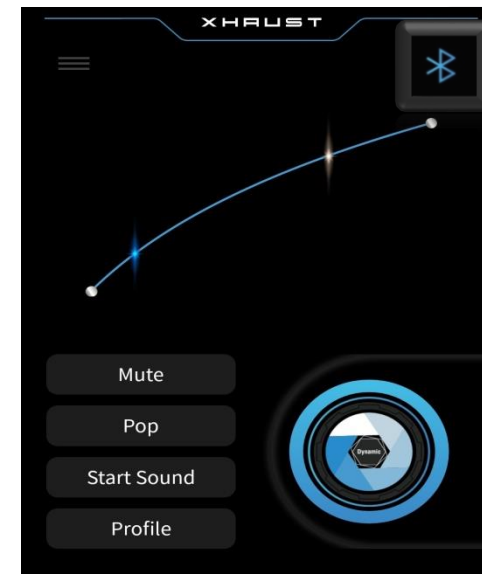 XHAUST
Mute
Pop
Start Sound
Dynamic
Profile